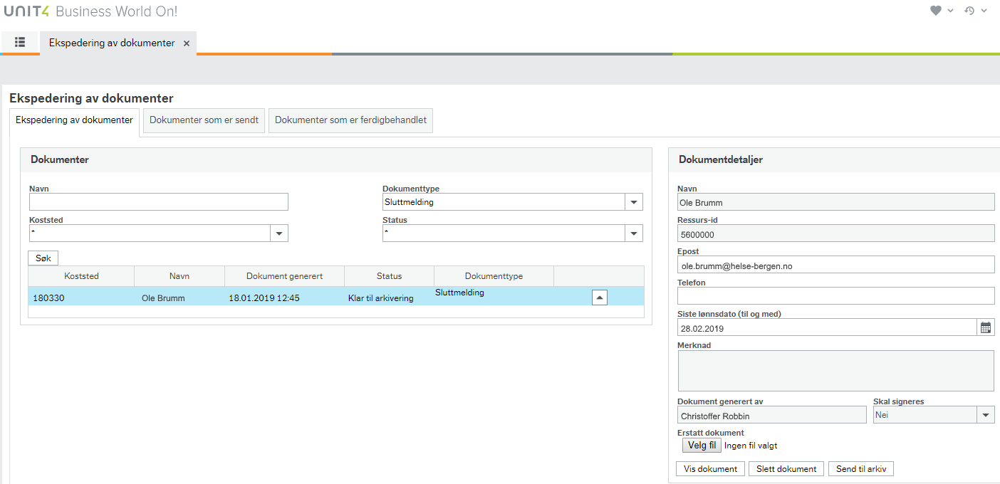 UNIT4 Business World On!
Ekspedering av dokumenter ×
Ekspedering av dokumenter
Ekspedering av dokumenter Dokumenter som er sendt Dokumenter som er ferdigbehandlet
Dokumenter
Navn Dokumenttype
Sluttmelding
Koststed Status
* *
Søk
Koststed Navn Dokument generert Status Dokumenttype
180330 Ole Brumm 18.01.2019 12:45 Klar til arkivering Sluttmelding
Dokumentdetaljer
Navn
Ole Brumm
Ressurs-id
5600000
Epost
ole.brumm@helse-bergen.no
Telefon
Siste lønnsdato (til og med)
28.02.2019
Merknad
Dokument generert av Skal signeres
Christoffer Robbin Nei
Erstatt dokument
Velg fil Ingen fil valgt
Vis dokument Slett dokument Send til arkiv